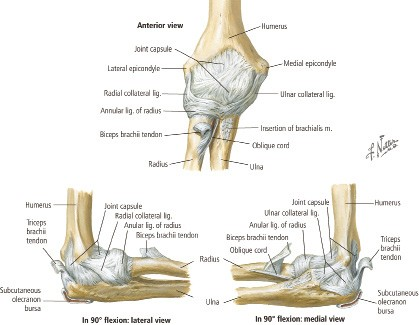 Anterior view
Humerus
Joint capsule
Lateral epicondyle
Medial epicondyle
Radial collateral lig.
Ulnar collateral lig.
Annular lig. of radius
Biceps brachii tendon
Insertion of brachialis m.
Oblique cord
Radius
Ulna
F. Netter
Humerus
Joint capsule
Radial collateral lig.
Anular lig. of radius
Biceps brachii tendon
Triceps
brachii
tendon
Subcutaneous
olecranon
bursa
Radius
Ulna
Joint capsule
Ulnar collateral lig.
Anular lig. of radius
Biceps brachii tendon
Oblique cord
Humerus
Triceps
brachii
tendon
Subcutaneous
olecranon
bursa
In 90° flexion: lateral view
In 90° flexion: medial view